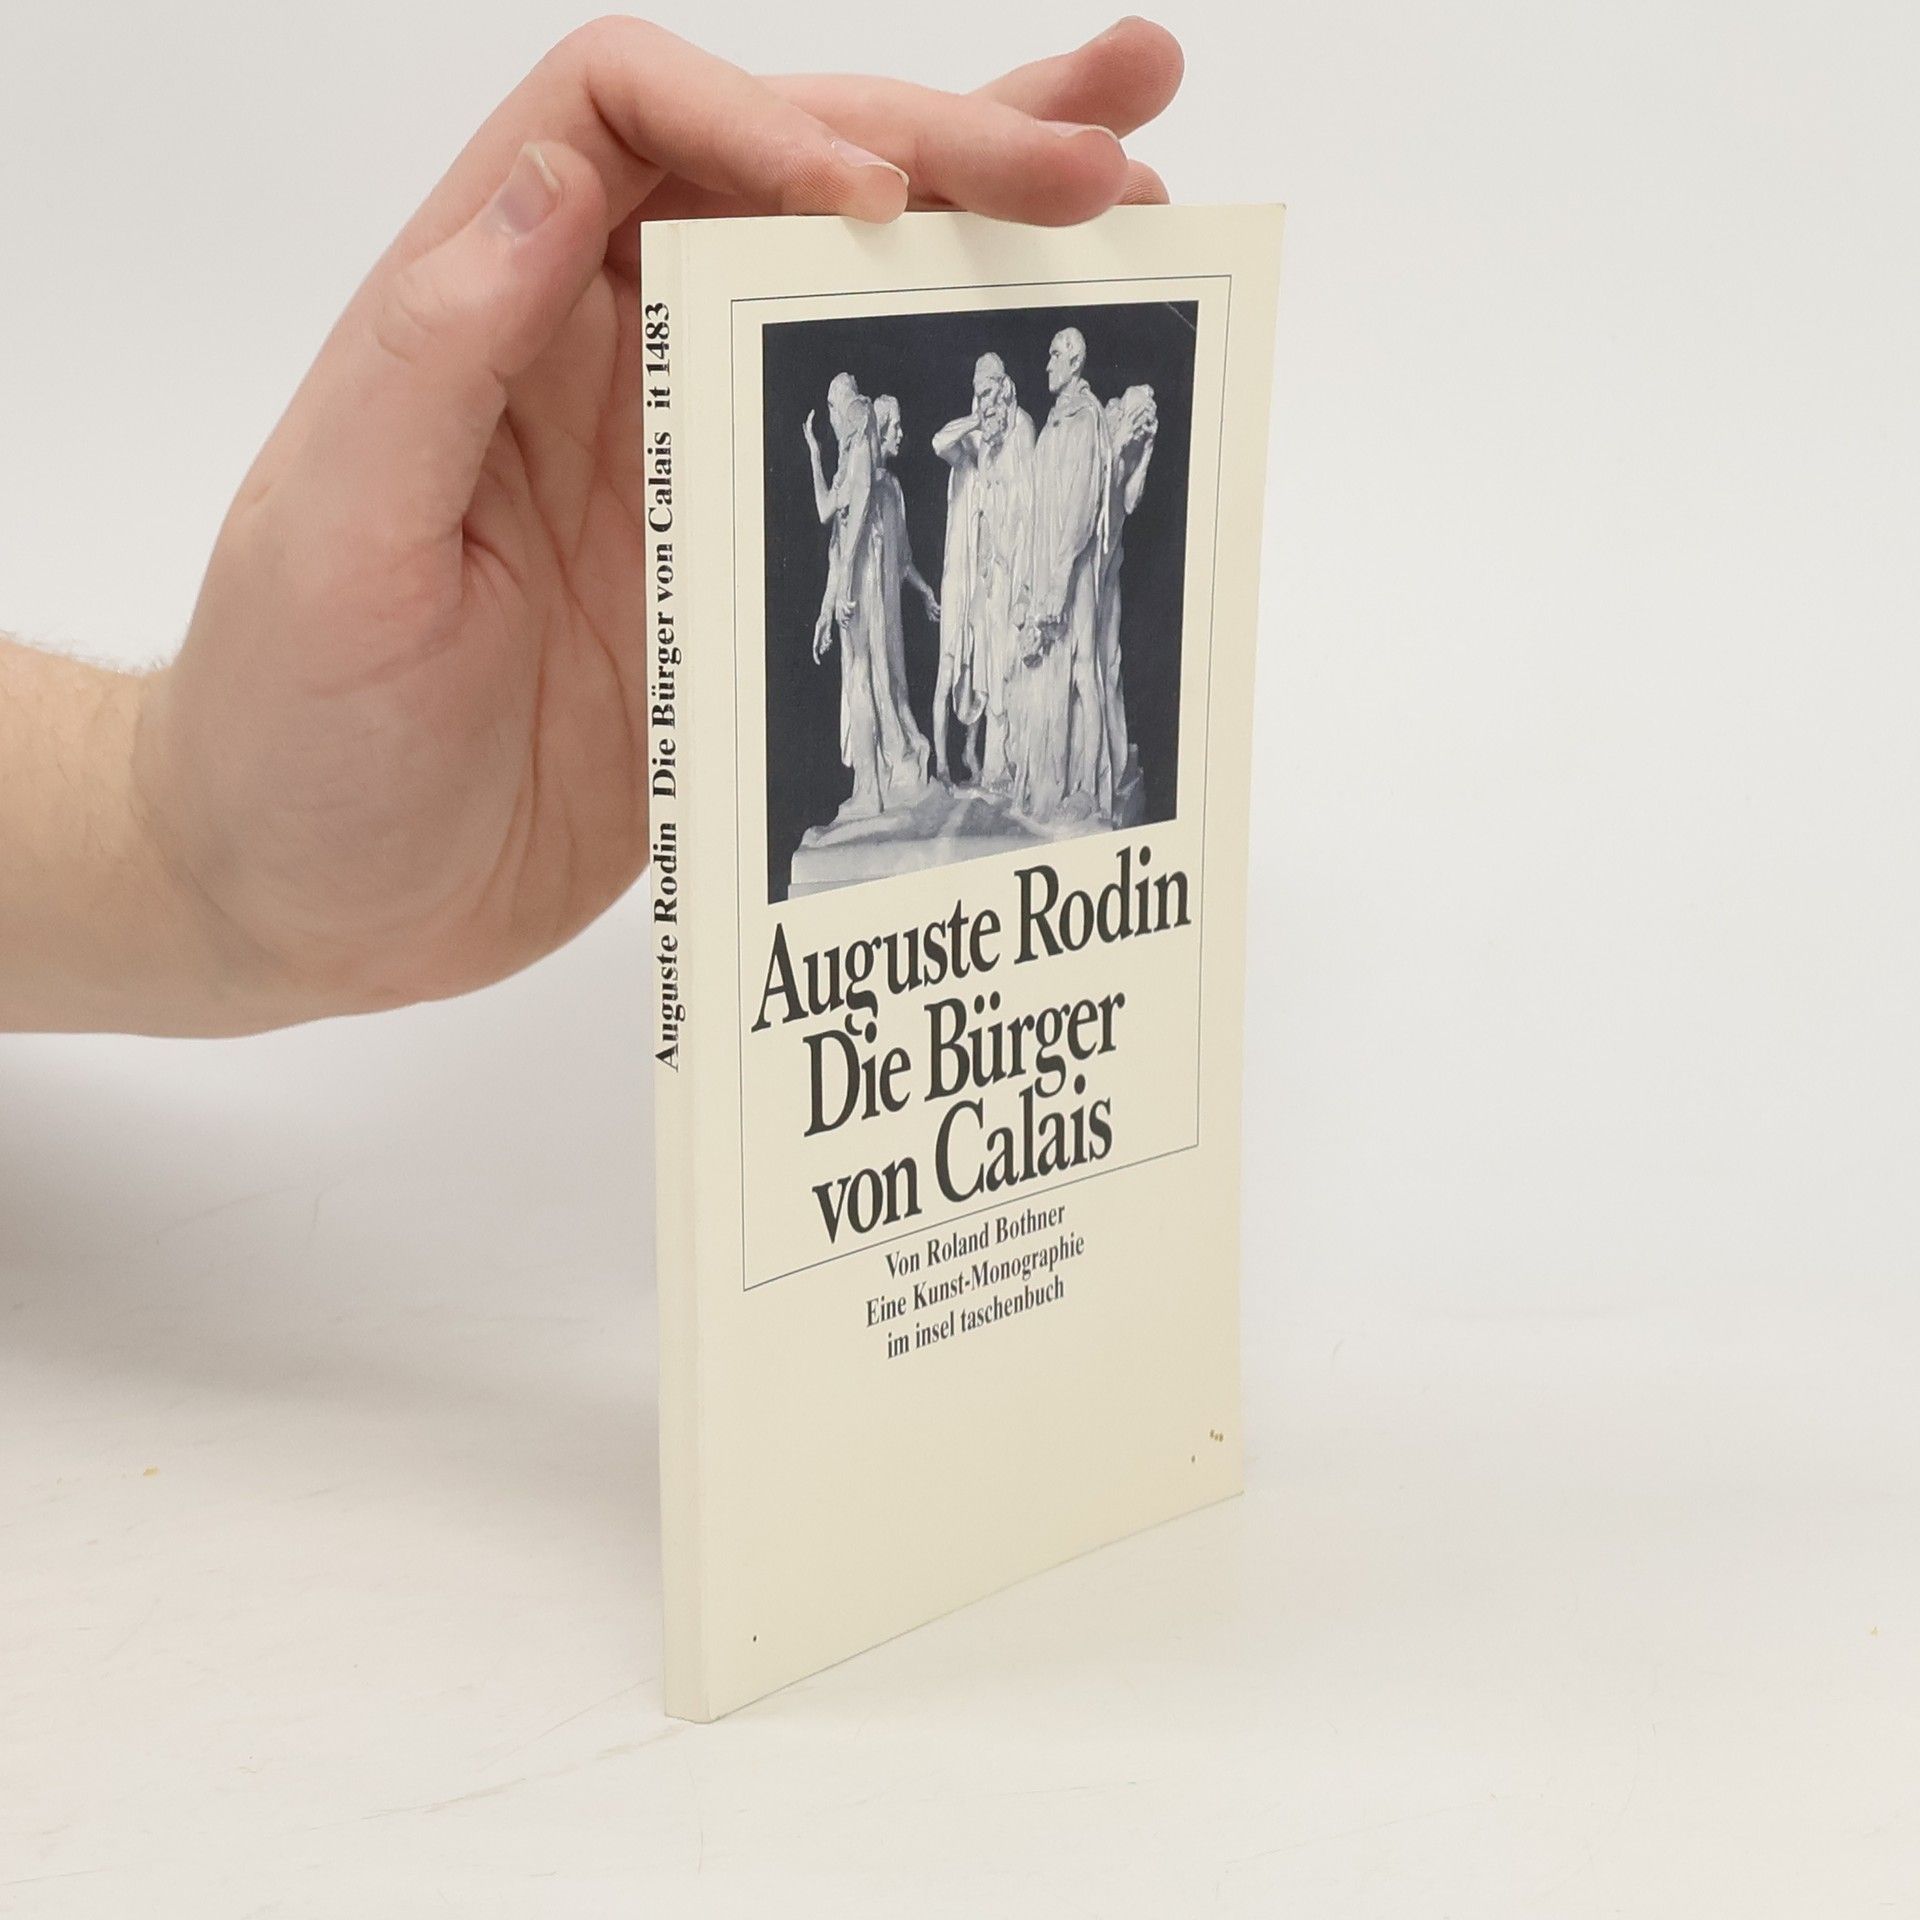 Auguste Rodin Die Bürger von Calais it 1483
Auguste Rodin
Die Bürger
von Calais
Von Roland Bothner
Eine Kunst-Monographie
im insel taschenbuch